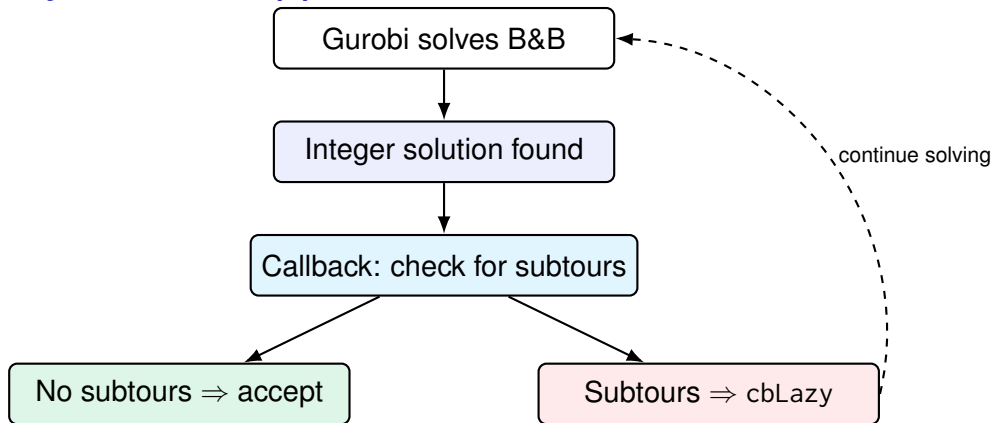 Gurobi solves B&B
Integer solution found
continue solving
Callback: check for subtours
No subtours ⇒ accept
Subtours ⇒ cbLazy